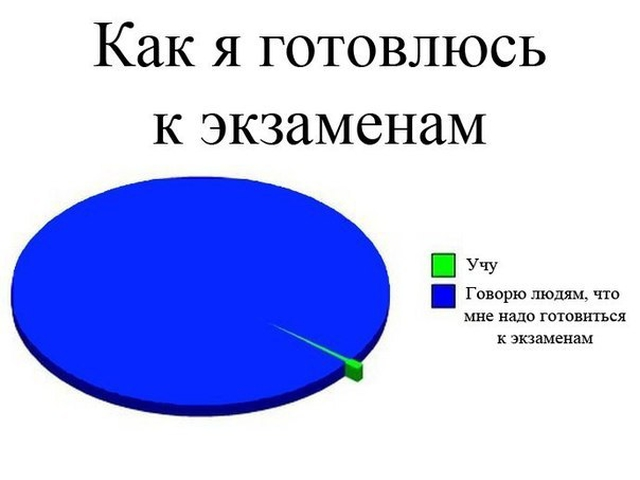 Как я готовлюсь
к экзаменам
Учу
Говорю людям, что
мне надо готовиться
к экзаменам